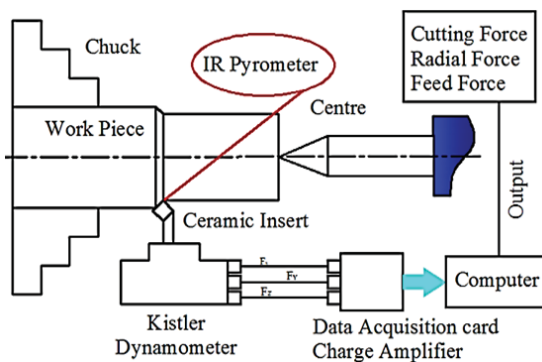 Chuck
IR Pyrometer
Cutting Force
Radial Force
Feed Force
Centre
Work Piece
Ceramic Insert
Output
Fʏ
Fz
Computer
Kistler
Dynamometer
Data Acquisition card
Charge Amplifier